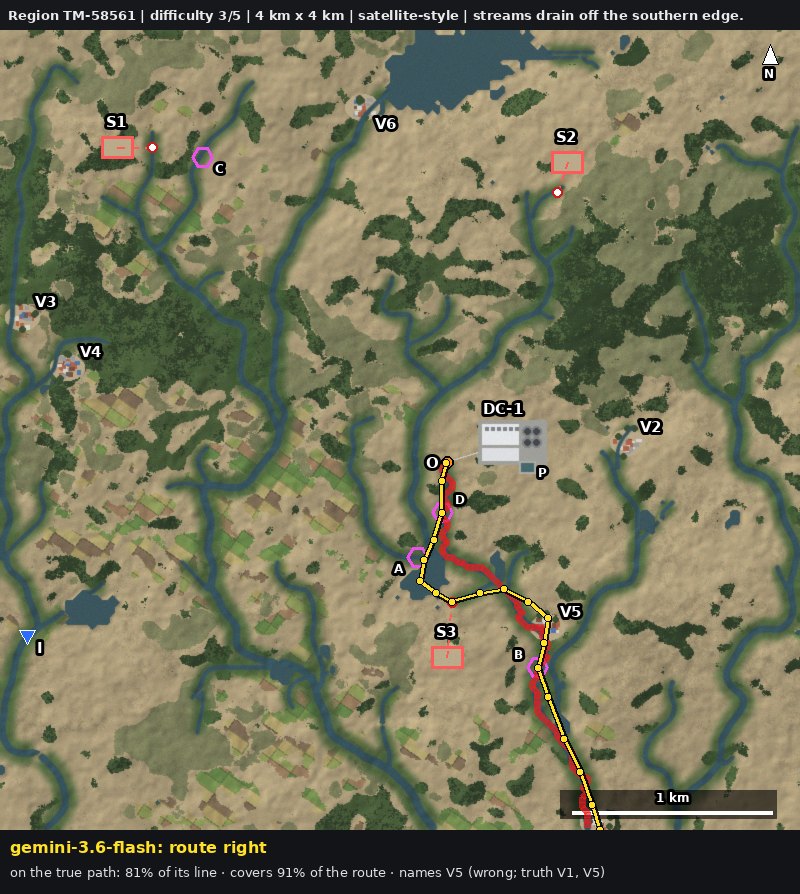 Region TM-58561 | difficulty 3/5 | 4 km x 4 km | satellite-style | streams drain off the southern edge.
N
S1
V6
S2
C
V3
V4
DC-1
V2
O
P
D
A
V5
S3
B
I
1 km
gemini-3.6-flash: route right
on the true path: 81% of its line · covers 91% of the route · names V5 (wrong; truth V1, V5)